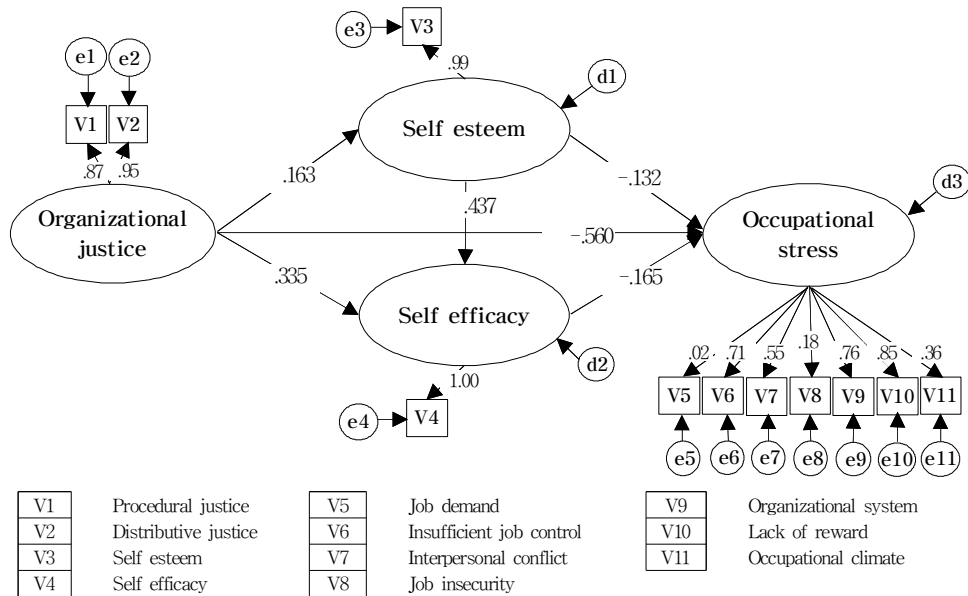 e3 V3
e1 e2
.99
d1
V1 V2
Self esteem
.87 .95
.163
-.132
d3
Organizational
justice
.437
-.560
Occupational
stress
.335
-.165
Self efficacy
d2
1.00
.02 .71 .55 .18 .76 .85 .36
V5 V6 V7 V8 V9 V10 V11
e4 V4
e5 e6 e7 e8 e9 e10 e11
V1 Procedural justice V5 Job demand V9 Organizational system
V2 Distributive justice V6 Insufficient job control V10 Lack of reward
V3 Self esteem V7 Interpersonal conflict V11 Occupational climate
V4 Self efficacy V8 Job insecurity